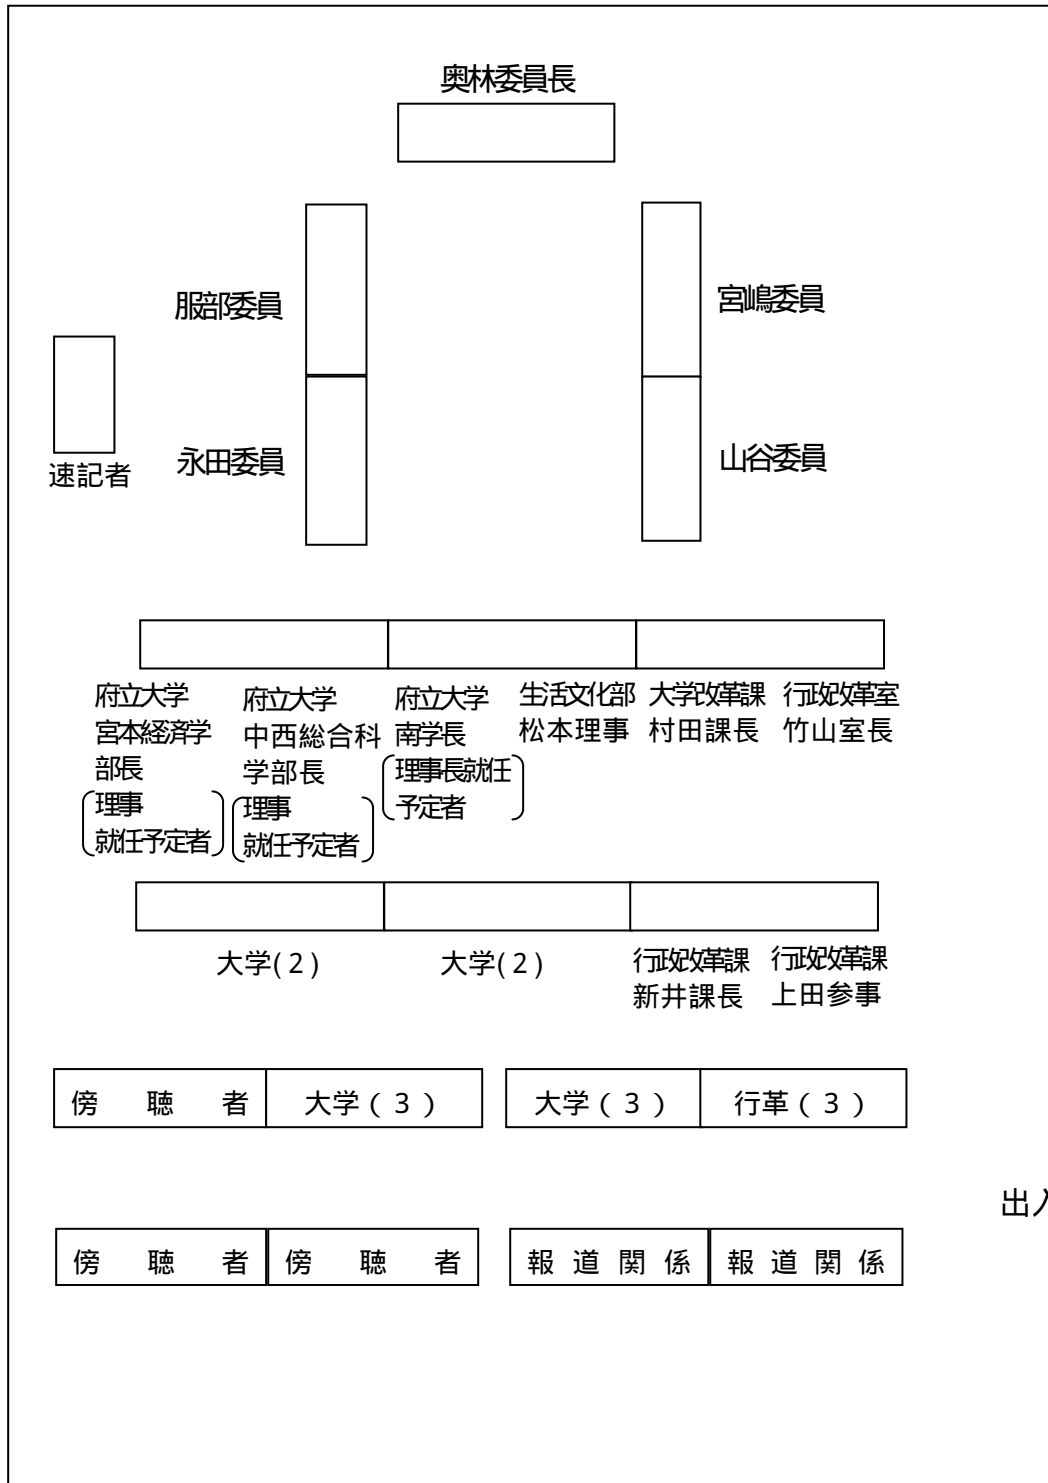 奥林委員長
服部委員
宮嶋委員
永田委員
山谷委員
速記者
府立大学
宮本経済学
部長
理事
就任予定者
府立大学
中西総合科
学部長
理事
就任予定者
府立大学
南学長
理事長就任
予定者
生活文化部
松本理事
大学改革課
村田課長
行政改革室
竹山室長
大学(2)
大学(2)
行政改革課
新井課長
行政改革課
上田参事
傍 聴 者
大学(3)
大学(3)
行革(3)
出入
傍 聴 者
傍 聴 者
報道関係
報道関係